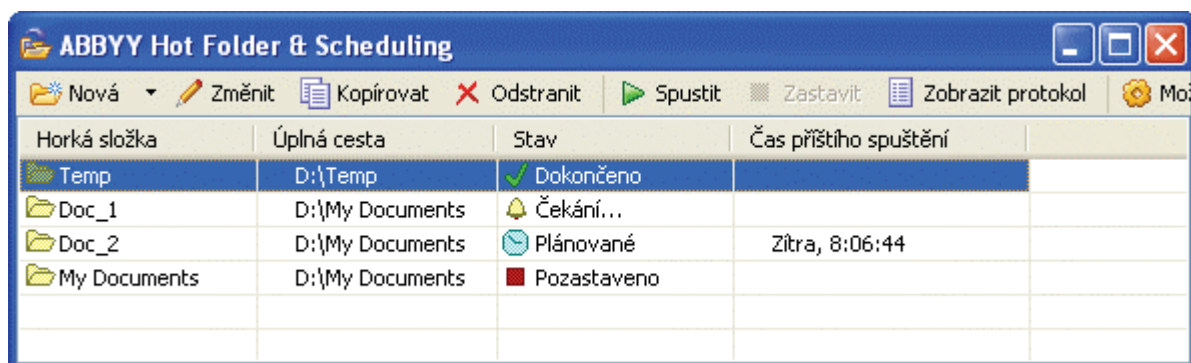 ABBYY Hot Folder & Scheduling
Nová Změnit Kopírovat Odstranit Spustit Zastavit Zobrazit protokol
Horká složka Úplná cesta Stav Čas příštího spuštění
Temp D:\Temp Dokončeno
Doc_1 D:\My Documents Čekání...
Doc_2 D:\My Documents Plánované Zítra, 8:06:44
My Documents D:\My Documents Pozastaveno